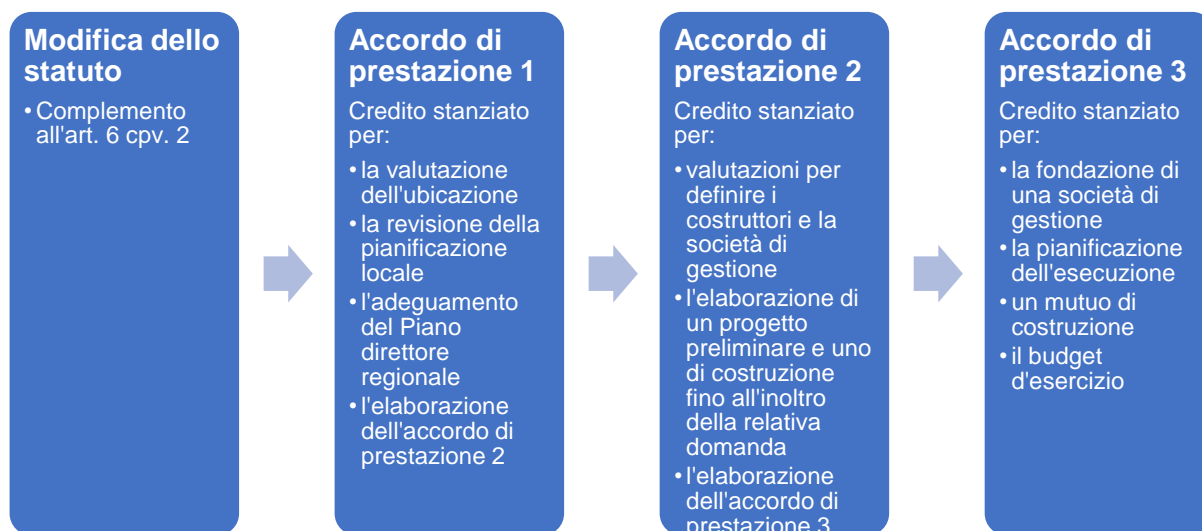 Modifica dello
statuto
• Complemento
all'art. 6 cpv. 2
Accordo di
prestazione 1
Credito stanziato
per:
• la valutazione
dell'ubicazione
• la revisione della
pianificazione
locale
• l'adeguamento
del Piano
direttore
regionale
• l'elaborazione
dell'accordo di
prestazione 2
Accordo di
prestazione 2
Credito stanziato
per:
• valutazioni per
definire i
costruttori e la
società di
gestione
• l'elaborazione di
un progetto
preliminare e uno
di costruzione
fino all'inoltro
della relativa
domanda
• l'elaborazione
dell'accordo di
prestazione 3
Accordo di
prestazione 3
Credito stanziato
per:
• la fondazione di
una società di
gestione
• la pianificazione
dell'esecuzione
• un mutuo di
costruzione
• il budget
d'esercizio